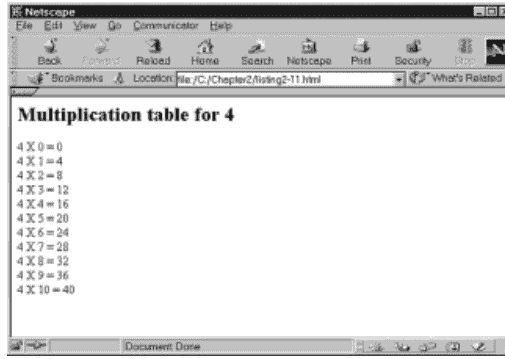 Netscape
File Edit View Go Communicator Help
Back Forward Reload Home Search Netscape Print Security Stop
Bookmarks Location: file:/C:/Chapter2/listing2-11.html What's Related
Multiplication table for 4
4 X 0 = 0
4 X 1 = 4
4 X 2 = 8
4 X 3 = 12
4 X 4 = 16
4 X 5 = 20
4 X 6 = 24
4 X 7 = 28
4 X 8 = 32
4 X 9 = 36
4 X 10 = 40
Document Done